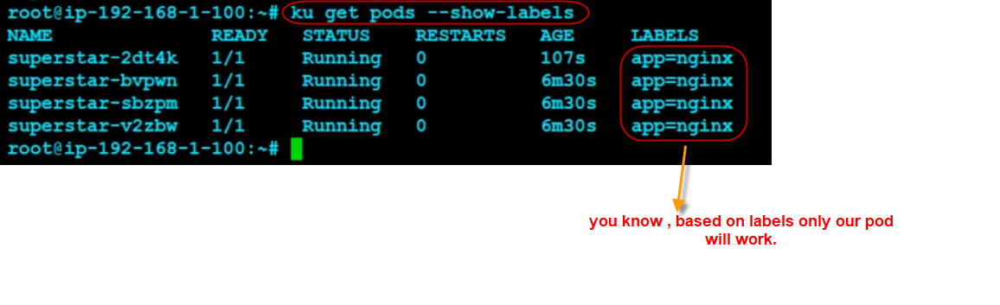 root@ip-192-168-1-100:~# ku get pods --show-labels
NAME READY STATUS RESTARTS AGE LABELS
superstar-2dt4k 1/1 Running 0 107s app=nginx
superstar-bvpwn 1/1 Running 0 6m30s app=nginx
superstar-sbzpm 1/1 Running 0 6m30s app=nginx
superstar-v2zbw 1/1 Running 0 6m30s app=nginx
root@ip-192-168-1-100:~#
you know , based on labels only our pod
will work.